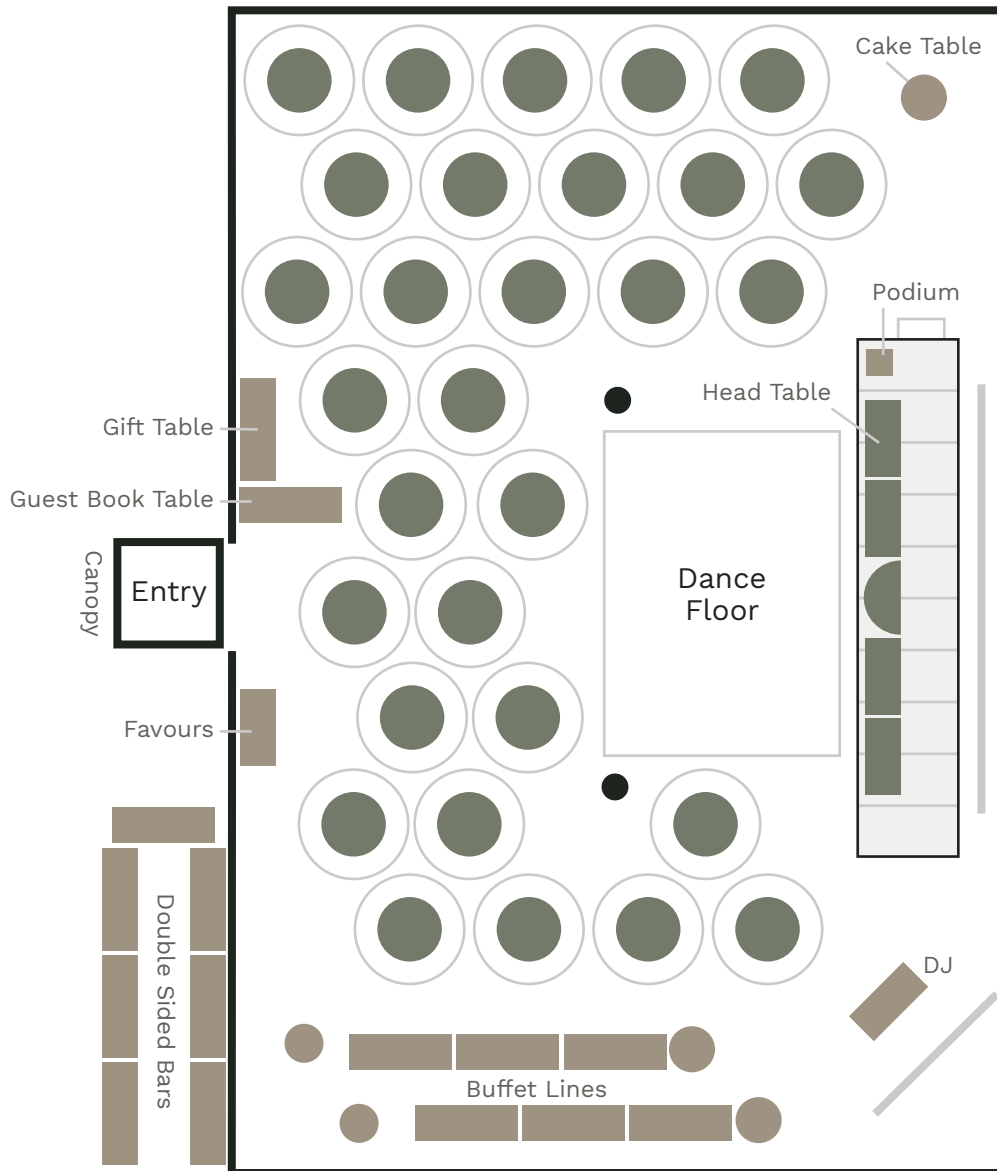 Cake Table
Podium
Head Table
Gift Table
Guest Book Table
Canopy
Entry
Dance
Floor
Favours
Double Sided Bars
DJ
Buffet Lines